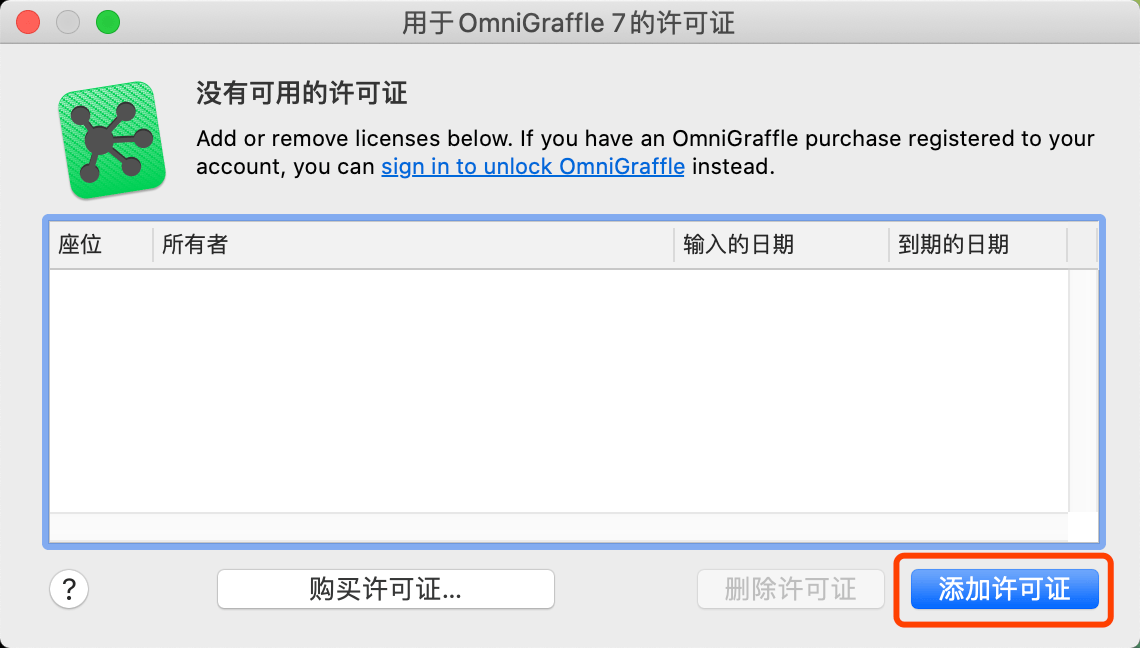 用于OmniGraffle 7的许可证
没有可用的许可证
Add or remove licenses below. If you have an OmniGraffle purchase registered to your
account, you can sign in to unlock OmniGraffle instead.
座位 所有者 输入的日期 到期的日期
? 购买许可证... 删除许可证 添加许可证